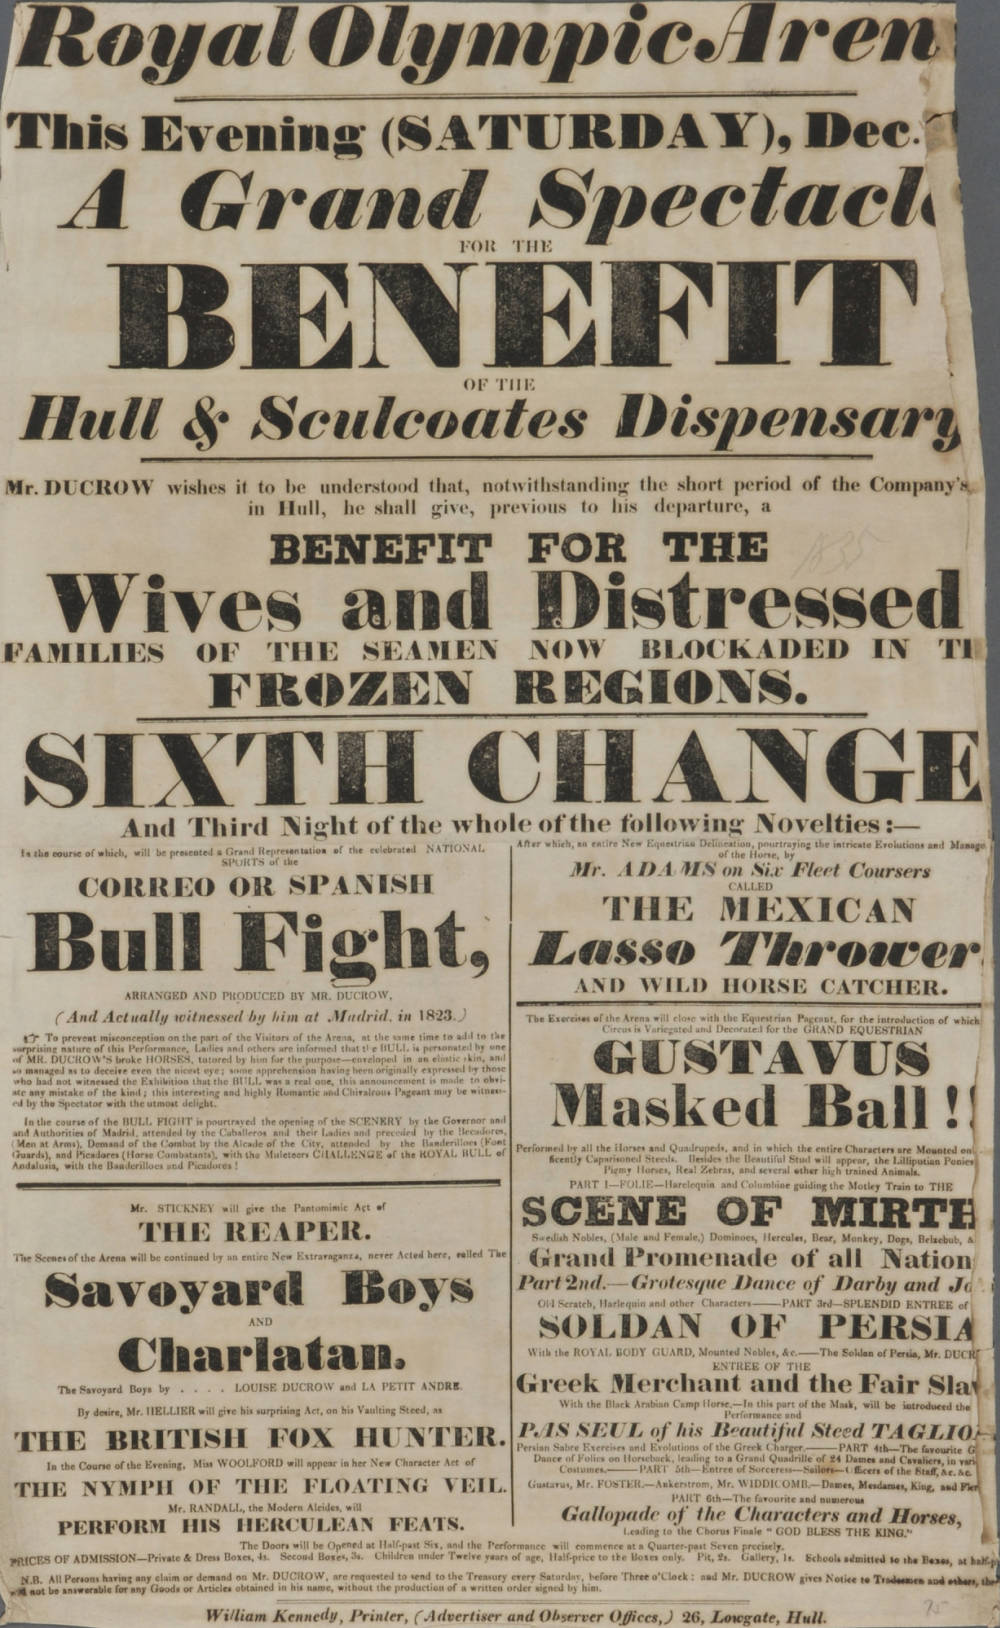 Royal Olympic Aren
This Evening (SATURDAY), Dec.
A Grand Spectacl
FOR THE
BENEFIT
OF THE
Hull & Sculcoates Dispensary
Mr. DUCROW wishes it to be understood that, notwithstanding the short period of the Company's
in Hull, he shall give, previous to his departure, a
BENEFIT FOR THE
1835
Wives and Distressed
FAMILIES OF THE SEAMEN NOW BLOCKADED IN T
FROZEN REGIONS.
SIXTH CHANGE
And Third Night of the whole of the following Novelties:—
In the course of which, will be presented a Grand Representation of the celebrated NATIONAL
SPORTS of the
CORREO OR SPANISH
Bull Fight,
ARRANGED AND PRODUCED BY MR. DUCROW,
(And Actually witnessed by him at Madrid, in 1823.)
☞ To prevent misconception on the part of the Visitors of the Arena, at the same time to add to the
surprising nature of this Performance, Ladies and others are informed that the BULL is personated by one
of MR. DUCROW'S broke HORSES, tutored by him for the purpose—enveloped in an elastic skin, and
so managed as to deceive even the nicest eye; some apprehension having been originally expressed by those
who had not witnessed the Exhibition that the BULL was a real one, this announcement is made to obvi-
ate any mistake of the kind; this interesting and highly Romantic and Chivalrous Pageant may be witness-
ed by the Spectator with the utmost delight.
In the course of the BULL FIGHT is pourtrayed the opening of the SCENERY by the Governor and
and Authorities of Madrid, attended by the Caballeros and their Ladies and preceded by the Becadores,
(Men at Arms), Demand of the Combat by the Alcade of the City, attended by the Banderilloes (Foot
Guards), and Picadores (Horse Combatants), with the Muleteers CHALLENGE of the ROYAL BULL of
Andalusia, with the Banderilloes and Picadores!
Mr. STICKNEY will give the Pantomimic Act of
THE REAPER.
The Scenes of the Arena will be continued by an entire New Extravaganza, never Acted here, called The
Savoyard Boys
AND
Charlatan.
The Savoyard Boys by . . . . LOUISE DUCROW and LA PETIT ANDRE.
By desire, Mr. HELLIER will give his surprising Act, on his Vaulting Steed, as
THE BRITISH FOX HUNTER.
In the Course of the Evening, Miss WOOLFORD will appear in her New Character Act of
THE NYMPH OF THE FLOATING VEIL.
Mr. RANDALL, the Modern Alcides, will
PERFORM HIS HERCULEAN FEATS.
After which, an entire New Equestrian Delineation, pourtraying the intricate Evolutions and Manage
of the Horse, by
Mr. ADAMS on Six Fleet Coursers
CALLED
THE MEXICAN
Lasso Thrower
AND WILD HORSE CATCHER.
The Exercises of the Arena will close with the Equestrian Pageant, for the introduction of which
Circus is Variegated and Decorated for the GRAND EQUESTRIAN
GUSTAVUS
Masked Ball!!
Performed by all the Horses and Quadrupeds, and in which the entire Characters are Mounted on
ficently Caparisoned Steeds. Besides the Beautiful Stud will appear, the Lilliputian Ponies
Pigmy Horses, Real Zebras, and several other high trained Animals.
PART 1—FOLIE—Harelequin and Columbine guiding the Motley Train to THE
SCENE OF MIRTH
Swedish Nobles, (Male and Female,) Dominoes, Hercules, Bear, Monkey, Dogs, Belzebub, &
Grand Promenade of all Nation
Part 2nd.—Grotesque Dance of Darby and Jo
Old Scratch, Harlequin and other Characters——PART 3rd—SPLENDID ENTREE of
SOLDAN OF PERSIA
With the ROYAL BODY GUARD, Mounted Nobles, &c.——The Soldan of Persia, Mr. DUCR
ENTREE OF THE
Greek Merchant and the Fair Slav
With the Black Arabian Camp Horse.—In this part of the Mask, will be introduced the
Performance and
PAS SEUL of his Beautiful Steed TAGLIO
Persian Sabre Exercises and Evolutions of the Greek Charger.——PART 4th—The favourite G
Dance of Folies on Horseback, leading to a Grand Quadrille of 24 Dames and Cavaliers, in vari
Costumes.——PART 5th—Entree of Sorceress—Sailors—Officers of the Staff, &c. &c.
Gustavus, Mr. FOSTER.—Ankerstrom, Mr. WIDDICOMB.—Dames, Mesdames, King, and
PART 6th—The favourite and numerous
Gallopade of the Characters and Horses,
Leading to the Chorus Finale "GOD BLESS THE KING."
The Doors will be Opened at Half-past Six, and the Performance will commence at a Quarter-past Seven precisely.
PRICES OF ADMISSION—Private & Dress Boxes, 4s. Second Boxes, 3s. Children under Twelve years of age, Half-price to the Boxes only. Pit, 2s. Gallery, 1s. Schools admitted to the Boxes, at half-p
N.B. All Persons having any claim or demand on Mr. DUCROW, are requested to send to the Treasury every Saturday, before Three o'Clock: and Mr. DUCROW gives Notice to Tradesmen and others, the
will not be answerable for any Goods or Articles obtained in his name, without the production of a written order signed by him.
William Kennedy, Printer, (Advertiser and Observer Offices,) 26, Lowgate, Hull.
75